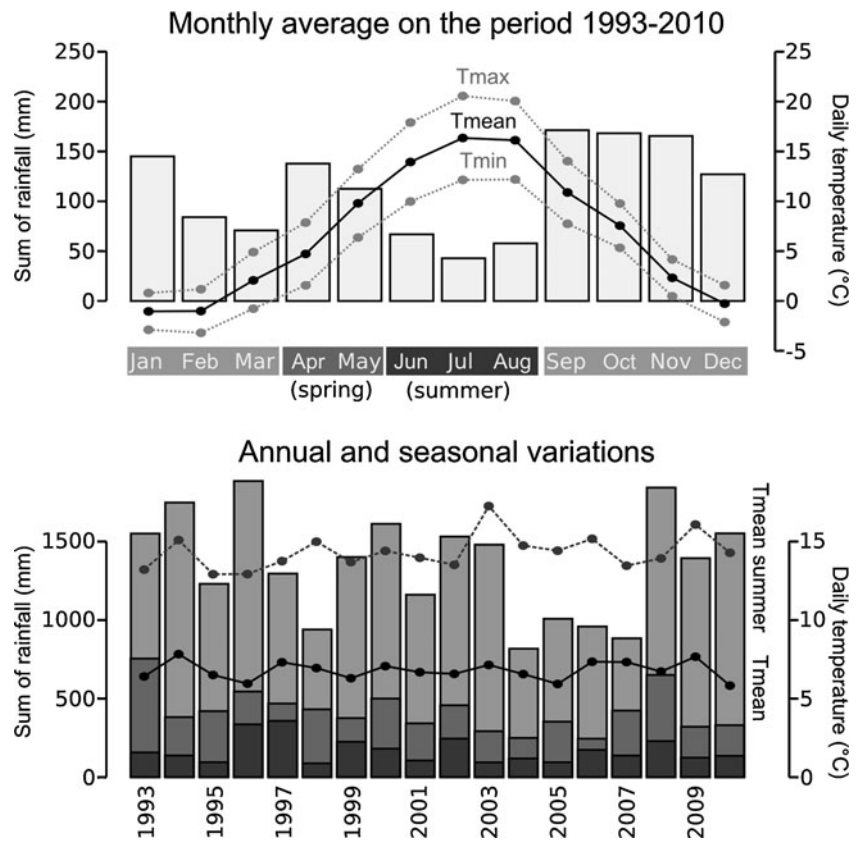 Monthly average on the period 1993-2010
Sum of rainfall (mm)
250
200
150
100
50
0
Tmax
Tmean
Tmin
25
20
15
10
5
0
-5
Daily temperature (°C)
Jan Feb Mar Apr May Jun Jul Aug Sep Oct Nov Dec
(spring) (summer)
Annual and seasonal variations
Sum of rainfall (mm)
1500
1000
500
0
Tmean summer
Tmean
15
10
5
0
Daily temperature (°C)
1993 1995 1997 1999 2001 2003 2005 2007 2009